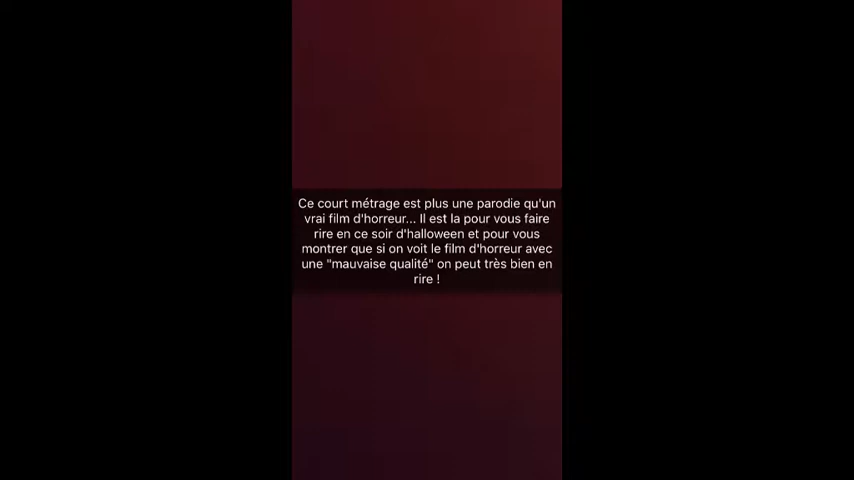 Ce court métrage est plus une parodie qu'un
vrai film d'horreur... Il est la pour vous faire
rire en ce soir d'halloween et pour vous
montrer que si on voit le film d'horreur avec
une "mauvaise qualité" on peut très bien en
rire !